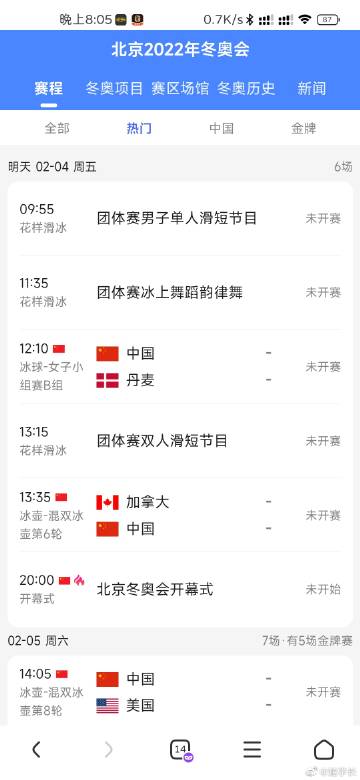 晚上8:05
0.7K/s
87
北京2022年冬奥会
赛程 冬奥项目 赛区场馆 冬奥历史 新闻
全部 热门 中国 金牌
明天 02-04 周五 6场
09:55
花样滑冰
团体赛男子单人滑短节目
未开赛
11:35
花样滑冰
团体赛冰上舞蹈韵律舞
未开赛
12:10
冰球-女子小
组赛B组
中国 -
丹麦 -
未开赛
13:15
花样滑冰
团体赛双人滑短节目
未开赛
13:35
冰壶-混双冰
壶第6轮
加拿大 -
中国 -
未开赛
20:00
开幕式
北京冬奥会开幕式
未开始
02-05 周六 7场·有5场金牌赛
14:05
冰壶-混双冰
壶第8轮
中国 -
美国 -
未开赛
14